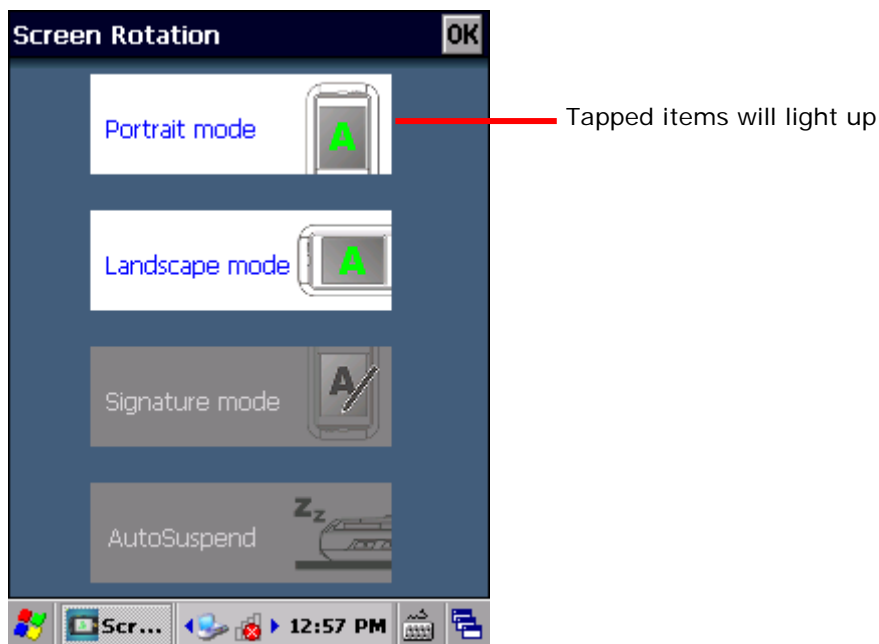 Screen Rotation OK
Portrait mode A
Tapped items will light up
Landscape mode A
Signature mode A
AutoSuspend Zz
Scr... 12:57 PM